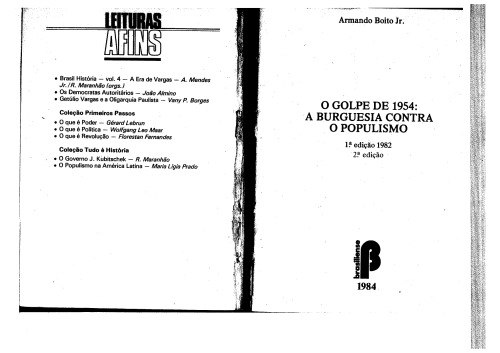 LEITURAS
AFINS
• Brasil História — vol. 4 — A Era de Vargas — A. Mendes
Jr./R. Maranhão (orgs.)
• Os Democratas Autoritários — João Almino
• Getúlio Vargas e a Oligarquia Paulista — Vany P. Borges
Coleção Primeiros Passos
• O que é Poder — Gérard Lebrun
• O que é Política — Wolfgang Leo Maar
• O que é Revolução — Florestan Fernandes
Coleção Tudo é História
• O Governo J. Kubitschek — R. Maranhão
• O Populismo na América Latina — Maria Ligia Prado
Armando Boito Jr.
O GOLPE DE 1954:
A BURGUESIA CONTRA
O POPULISMO
1ª edição 1982
2ª edição
brasiliense
1984